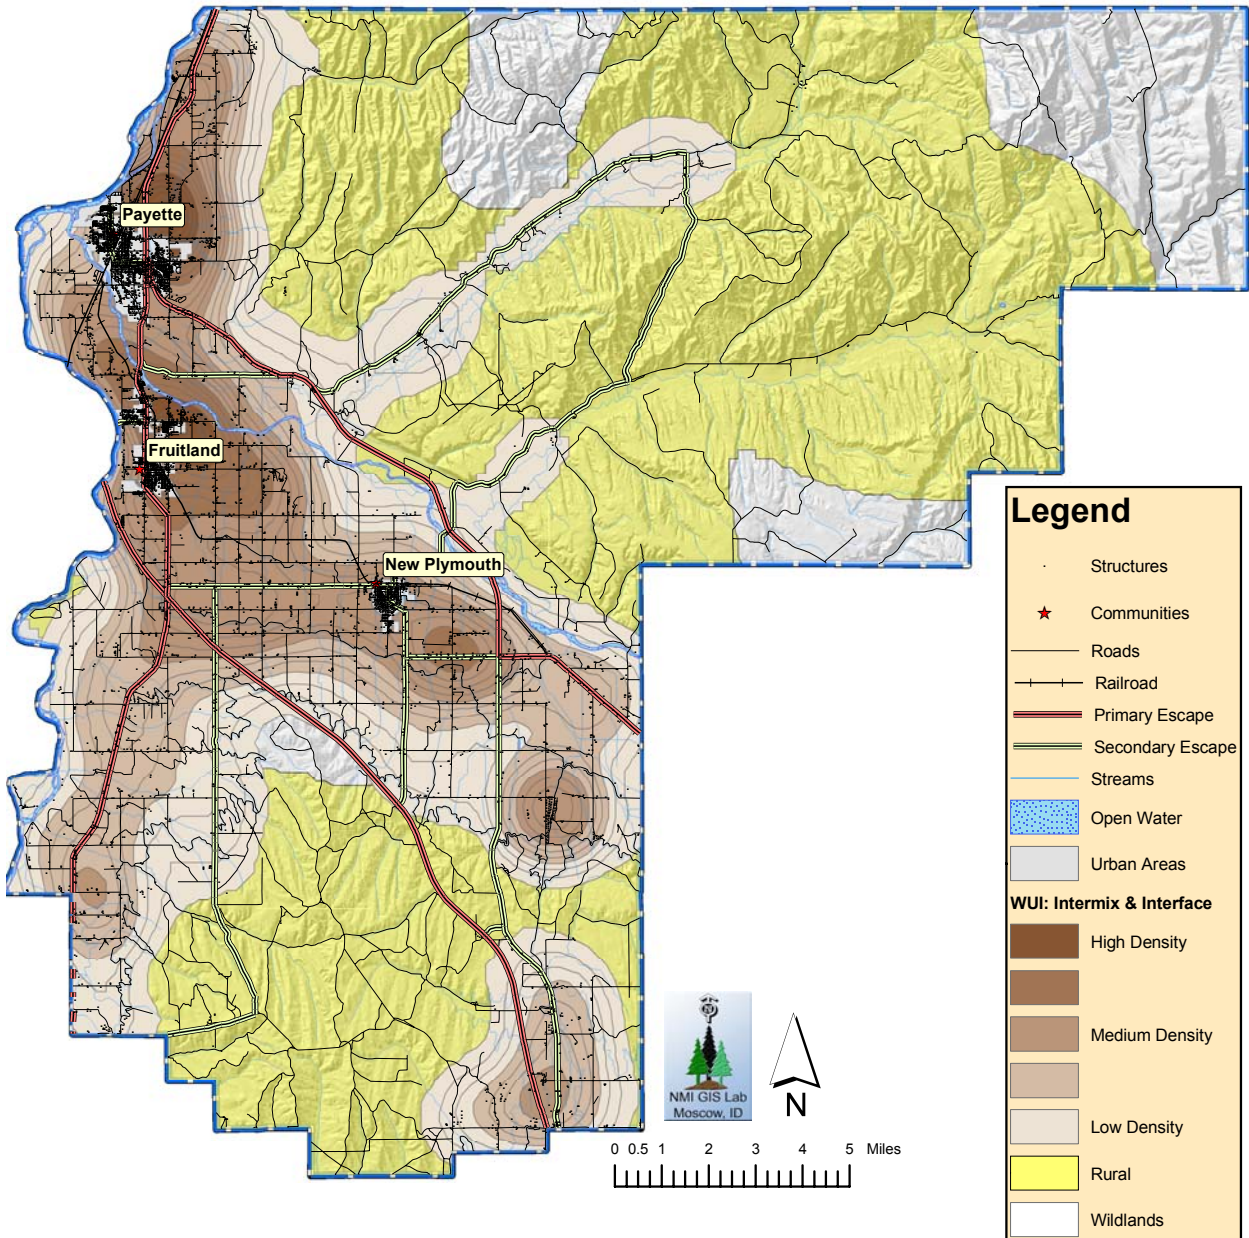 Payette
Fruitland
New Plymouth
Legend
Structures
Communities
Roads
Railroad
Primary Escape
Secondary Escape
Streams
Open Water
Urban Areas
WUI: Intermix & Interface
High Density
Medium Density
Low Density
Rural
Wildlands
NMI GIS Lab
Moscow, ID
N
0 0.5 1 2 3 4 5 Miles